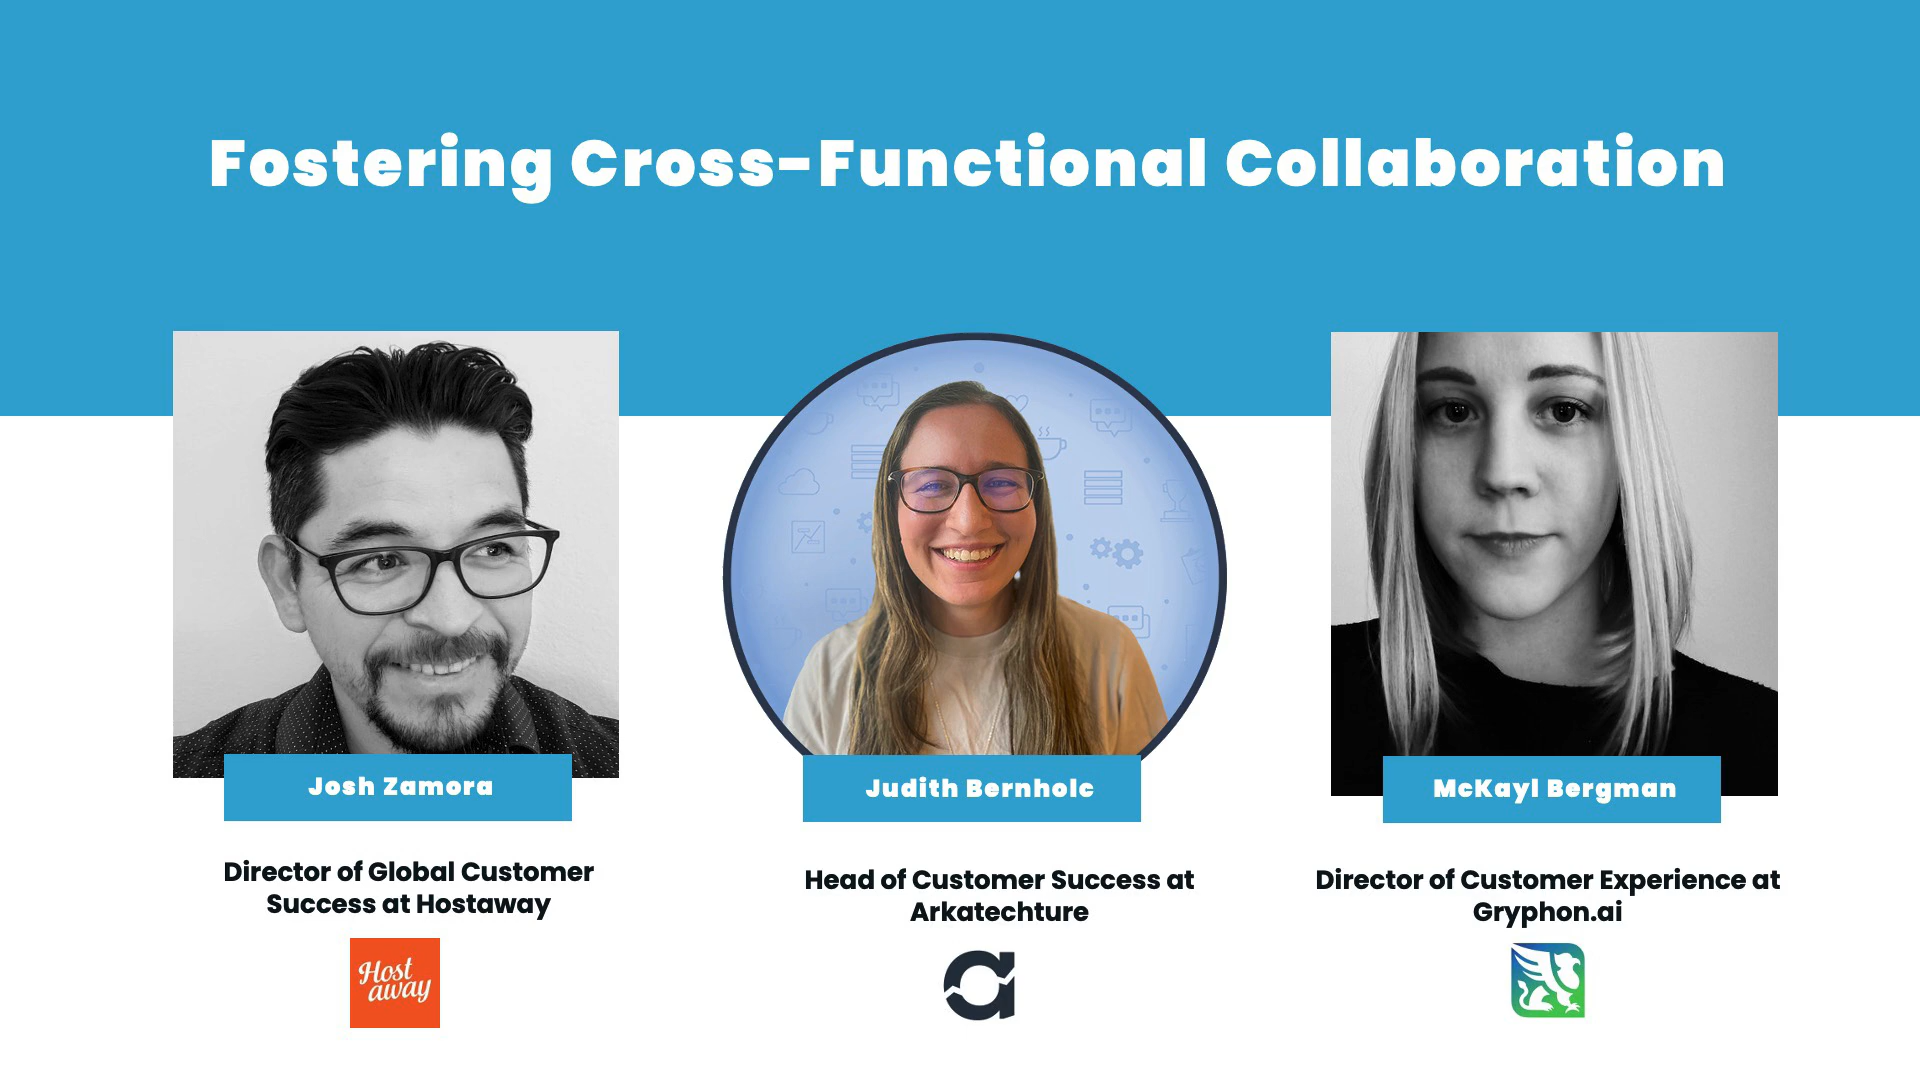 Fostering Cross-Functional Collaboration
Josh Zamora
Director of Global Customer
Success at Hostaway
Host
away
Judith Bernholc
Head of Customer Success at
Arkatechture
McKayl Bergman
Director of Customer Experience at
Gryphon.ai